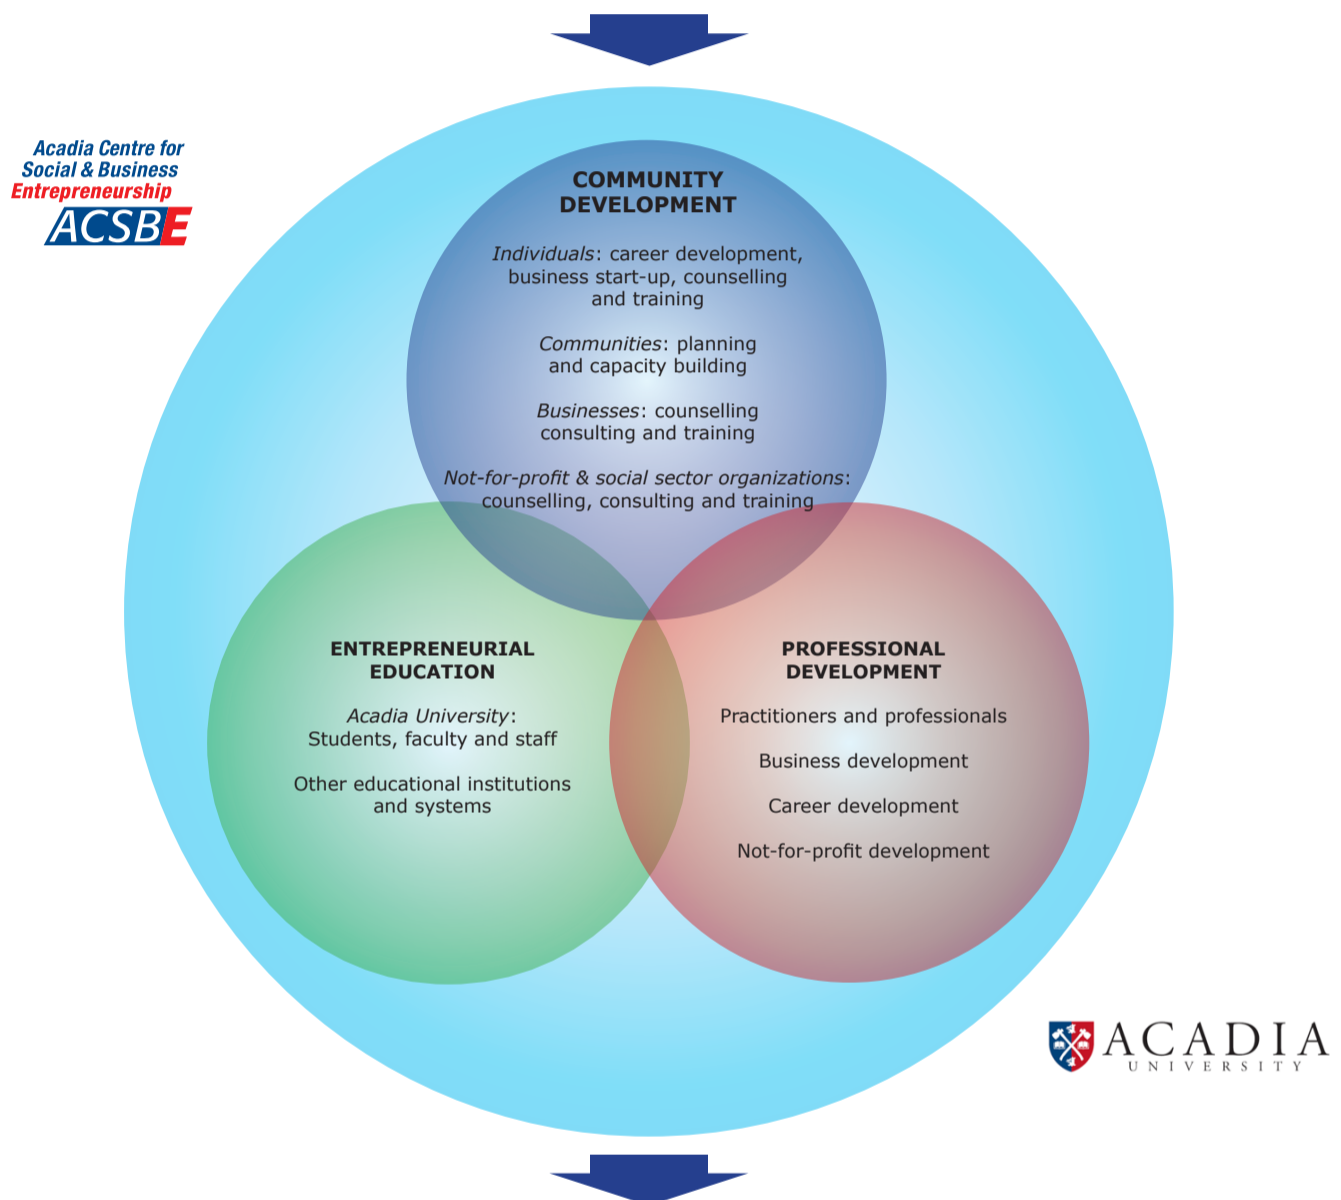 Acadia Centre for
Social & Business
Entrepreneurship
ACSBE
COMMUNITY
DEVELOPMENT
Individuals: career development,
business start-up, counselling
and training
Communities: planning
and capacity building
Businesses: counselling
consulting and training
Not-for-profit & social sector organizations:
counselling, consulting and training
ENTREPRENEURIAL
EDUCATION
Acadia University:
Students, faculty and staff
Other educational institutions
and systems
PROFESSIONAL
DEVELOPMENT
Practitioners and professionals
Business development
Career development
Not-for-profit development
ACADIA
UNIVERSITY